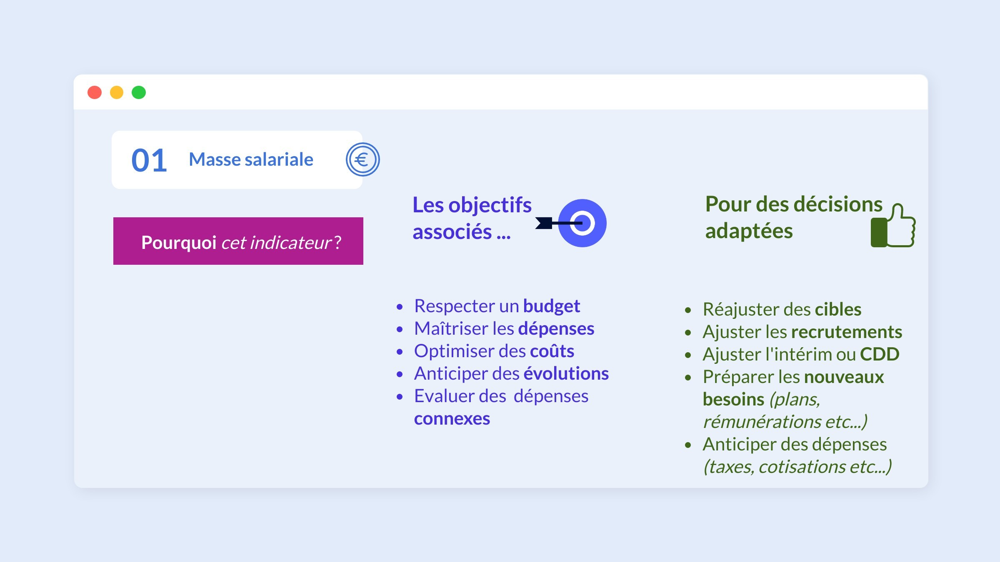 01 Masse salariale €
Pourquoi cet indicateur ?
Les objectifs
associés ...
Respecter un budget
Maîtriser les dépenses
Optimiser des coûts
Anticiper des évolutions
Evaluer des  dépenses
connexes
Pour des décisions
adaptées
Réajuster des cibles
Ajuster les recrutements
Ajuster l'intérim ou CDD
Préparer les nouveaux
besoins (plans,
rémunérations etc...)
Anticiper des dépenses
(taxes, cotisations etc...)